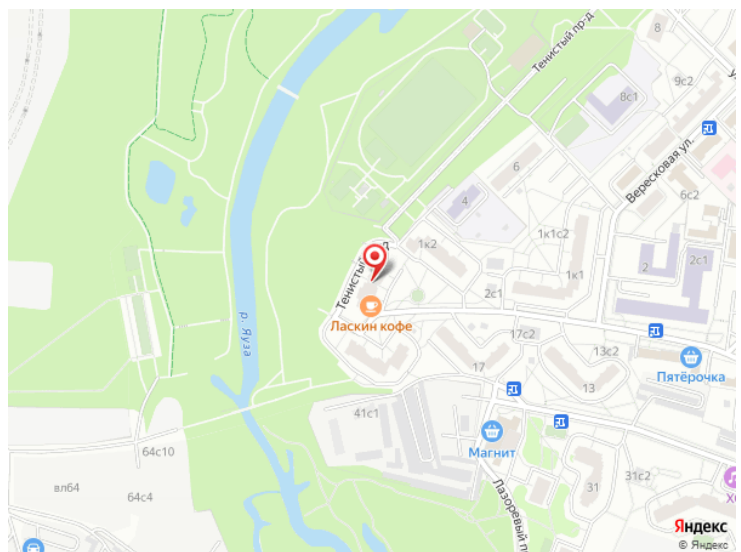 8
Тенистый пр-д
9с2
8с1
Вересковая ул.
6
4
6с2
1к1с2
1к2
2
2с1
1к1
Тенистый
2с1
р. Яуза
Ласкин кофе
17с2
13с2
Пятёрочка
17
13
41с1
Магнит
64с10
вл64
64с4
31с2
31
Лазоревый п
Яндекс
© Яндекс